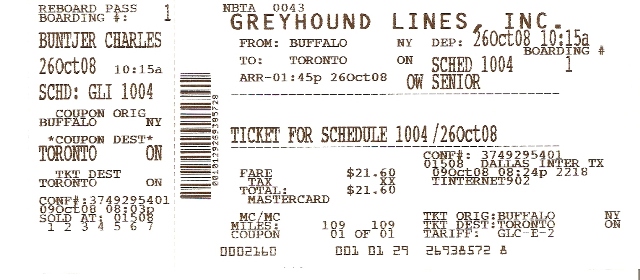 REBOARD PASS
BOARDING #: 1
BUNTJER CHARLES
26Oct08 10:15a
SCHD: GLI 1004
COUPON ORIG
BUFFALO NY
*COUPON DEST*
TORONTO ON
TKT DEST
TORONTO ON
CONF#:3749295401
09Oct08 08:03p
SOLD AT: 01508
1 2 3 4 5 6 7
0010129269385728
NBTA 0043
GREYHOUND LINES, INC.
FROM: BUFFALO NY DEP: 26Oct08 10:15a
BOARDING #
TO: TORONTO ON SCHED 1004 1
ARR-01:45p 26Oct08 OW SENIOR
TICKET FOR SCHEDULE 1004/26Oct08
CONF#: 3749295401
01508 DALLAS INTER TX
FARE $21.60 09Oct08 08:24p 2218
TAX XX TINTERNET902
TOTAL: $21.60
MASTERCARD
MC/MC TKT ORIG:BUFFALO NY
MILES: 109 109 TKT DEST:TORONTO ON
COUPON 01 OF 01 TARIFF: GLC-E-2
0002160 001 01 29 26938572 8